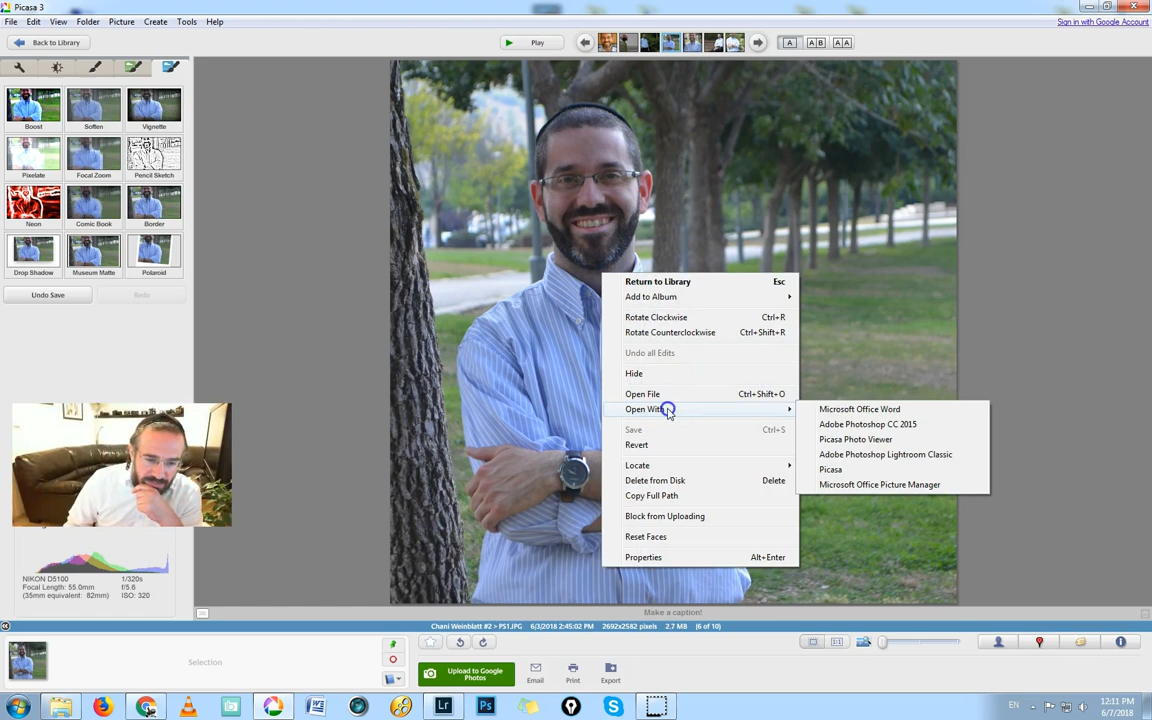 Picasa 3
File Edit View Folder Picture Create Tools Help
Sign in with Google Account
Back to Library
Play
A
A B
A A
Boost Soften Vignette
Pixelate Focal Zoom Pencil Sketch
Neon Comic Book Border
Drop Shadow Museum Matte Polaroid
Undo Save Redo
Return to Library Esc
Add to Album
Rotate Clockwise Ctrl+R
Rotate Counterclockwise Ctrl+Shift+R
Undo all Edits
Hide
Open File Ctrl+Shift+O
Open With
Save Ctrl+S
Revert
Locate
Delete from Disk Delete
Copy Full Path
Block from Uploading
Reset Faces
Properties Alt+Enter
Microsoft Office Word
Adobe Photoshop CC 2015
Picasa Photo Viewer
Adobe Photoshop Lightroom Classic
Picasa
Microsoft Office Picture Manager
NIKON D5100 1/320s
Focal Length: 55.0mm f/5.6
(35mm equivalent: 82mm) ISO: 320
Make a caption!
Chani Weinblatt #2 > PS1.JPG 6/3/2018 2:45:02 PM 2692x2582 pixels 2.7 MB (6 of 10)
Selection
1:1
Upload to Google Photos
Email
Print
Export
W
Lr
Ps
S
EN
12:11 PM
6/7/2018